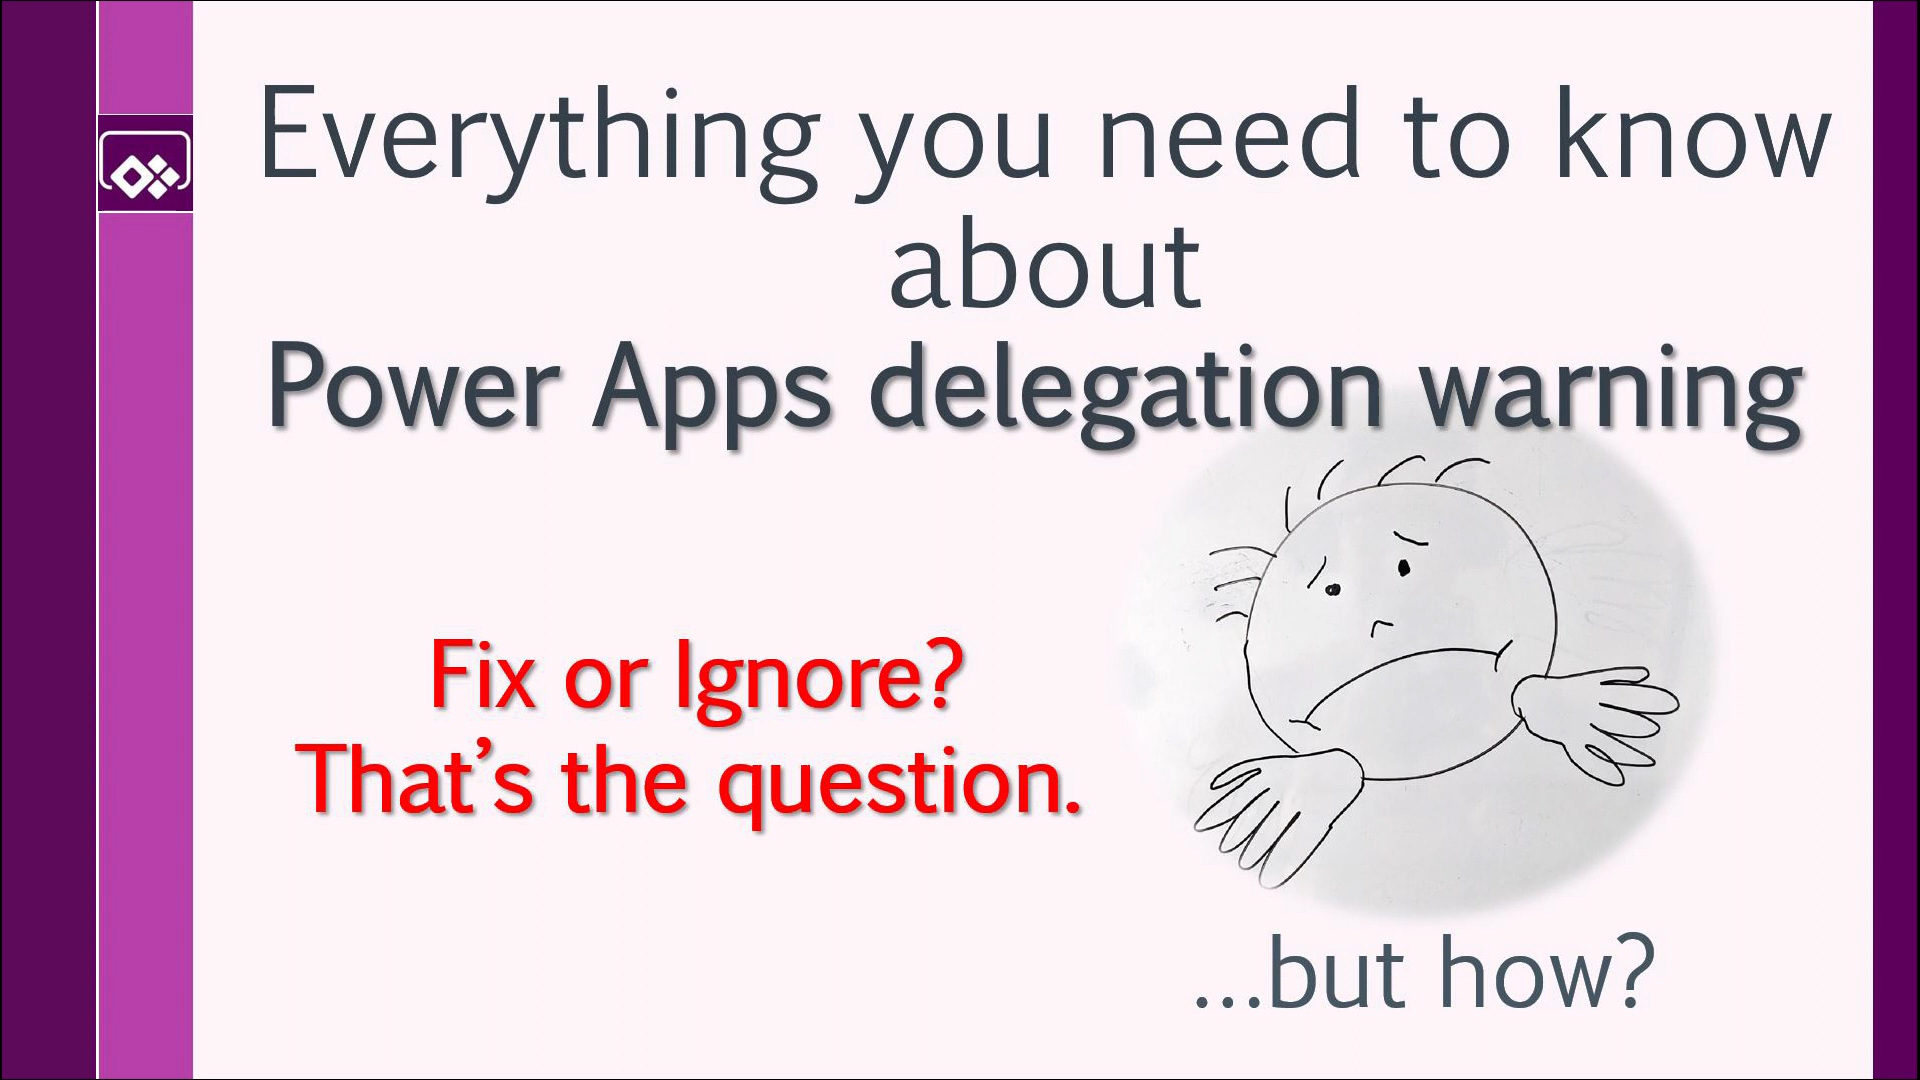 Everything you need to know
about
Power Apps delegation warning
Fix or Ignore?
That's the question.
...but how?